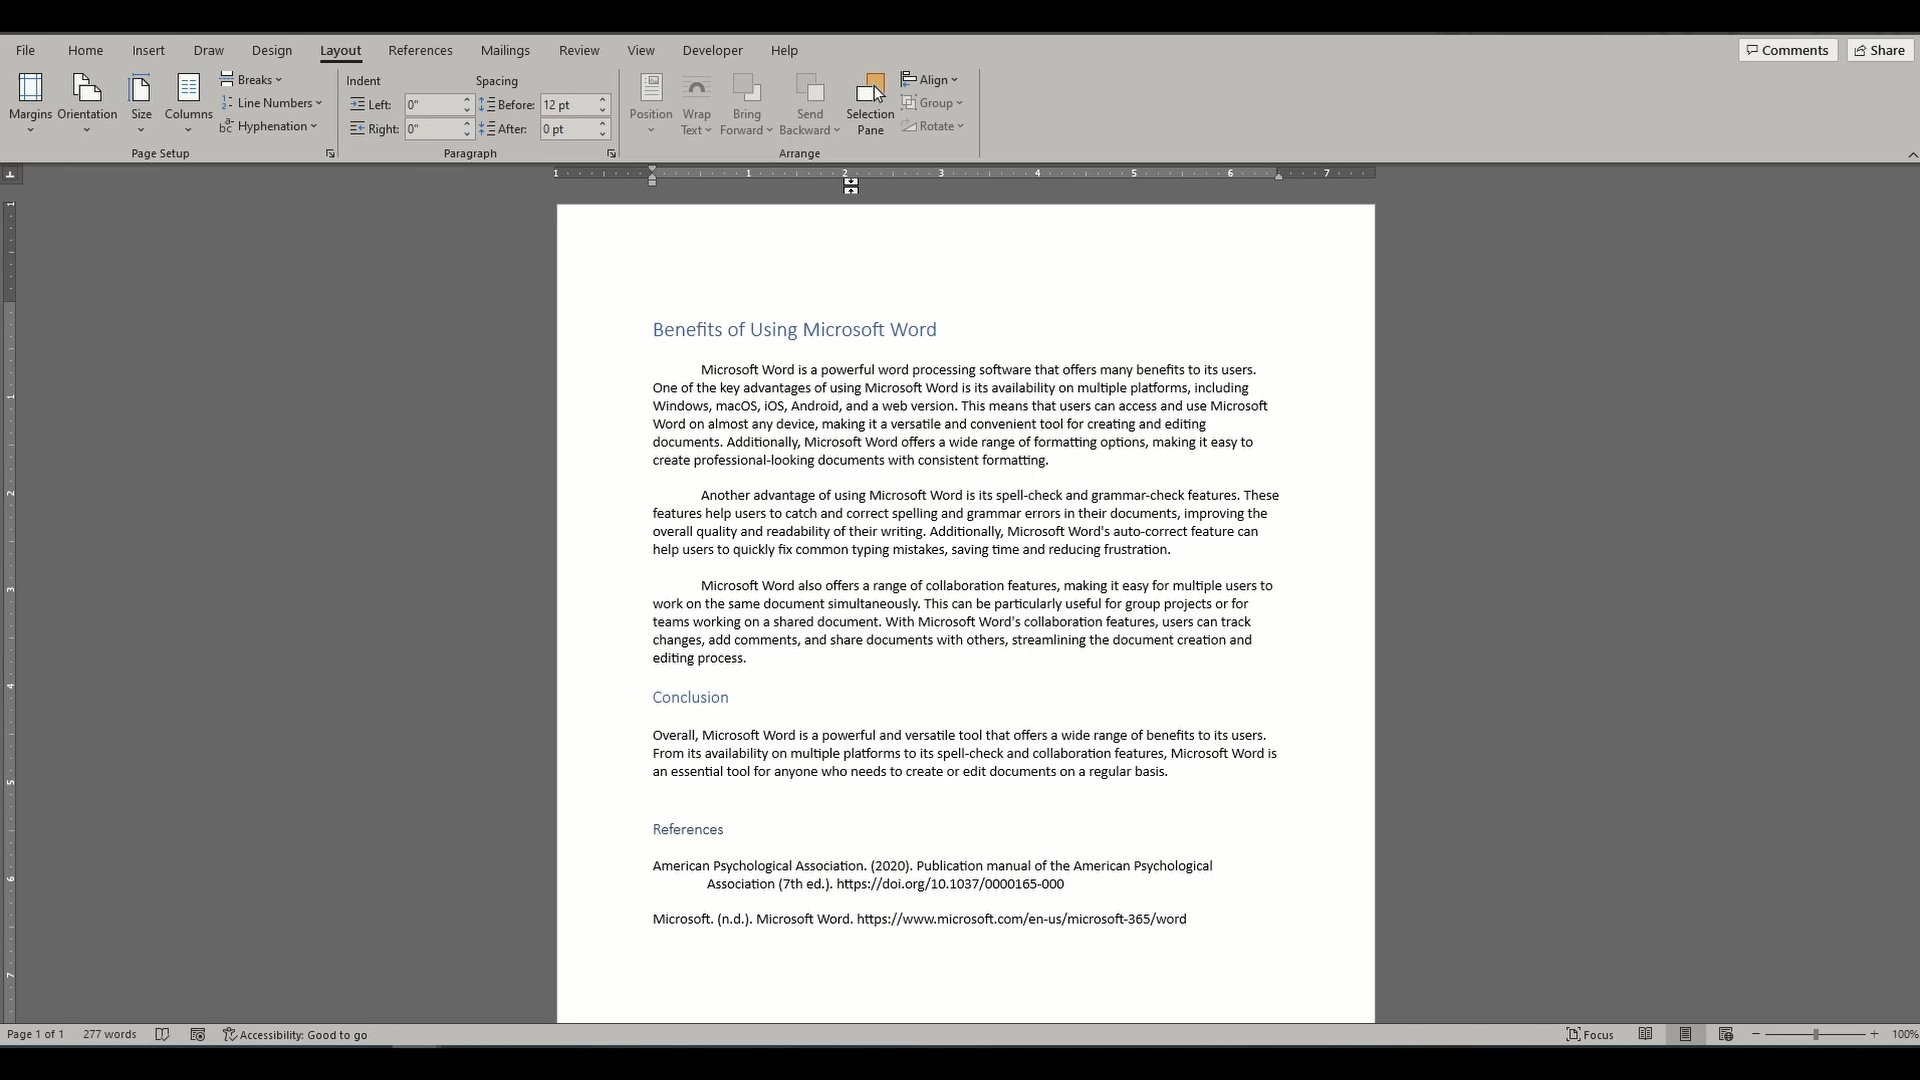 File Home Insert Draw Design Layout References Mailings Review View Developer Help Comments Share
Margins Orientation Size Columns
Breaks
Line Numbers
Hyphenation
Page Setup
Indent Spacing
Left: 0" Before: 12 pt
Right: 0" After: 0 pt
Paragraph
Position Wrap Text Bring Forward Send Backward Selection Pane
Align
Group
Rotate
Arrange
1 1 2 3 4 5 6 7
1
1
2
3
4
5
6
7
Benefits of Using Microsoft Word
Microsoft Word is a powerful word processing software that offers many benefits to its users.
One of the key advantages of using Microsoft Word is its availability on multiple platforms, including
Windows, macOS, iOS, Android, and a web version. This means that users can access and use Microsoft
Word on almost any device, making it a versatile and convenient tool for creating and editing
documents. Additionally, Microsoft Word offers a wide range of formatting options, making it easy to
create professional-looking documents with consistent formatting.
Another advantage of using Microsoft Word is its spell-check and grammar-check features. These
features help users to catch and correct spelling and grammar errors in their documents, improving the
overall quality and readability of their writing. Additionally, Microsoft Word's auto-correct feature can
help users to quickly fix common typing mistakes, saving time and reducing frustration.
Microsoft Word also offers a range of collaboration features, making it easy for multiple users to
work on the same document simultaneously. This can be particularly useful for group projects or for
teams working on a shared document. With Microsoft Word's collaboration features, users can track
changes, add comments, and share documents with others, streamlining the document creation and
editing process.
Conclusion
Overall, Microsoft Word is a powerful and versatile tool that offers a wide range of benefits to its users.
From its availability on multiple platforms to its spell-check and collaboration features, Microsoft Word is
an essential tool for anyone who needs to create or edit documents on a regular basis.
References
American Psychological Association. (2020). Publication manual of the American Psychological
Association (7th ed.). https://doi.org/10.1037/0000165-000
Microsoft. (n.d.). Microsoft Word. https://www.microsoft.com/en-us/microsoft-365/word
Page 1 of 1 277 words Accessibility: Good to go Focus 100%